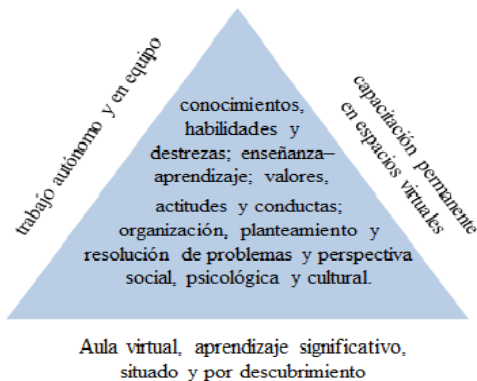 trabajo autónomo y en equipo
capacitación permanente
en espacios virtuales
conocimientos,
habilidades y
destrezas; enseñanza–
aprendizaje; valores,
actitudes y conductas;
organización, planteamiento y
resolución de problemas y perspectiva
social, psicológica y cultural.
Aula virtual, aprendizaje significativo,
situado y por descubrimiento